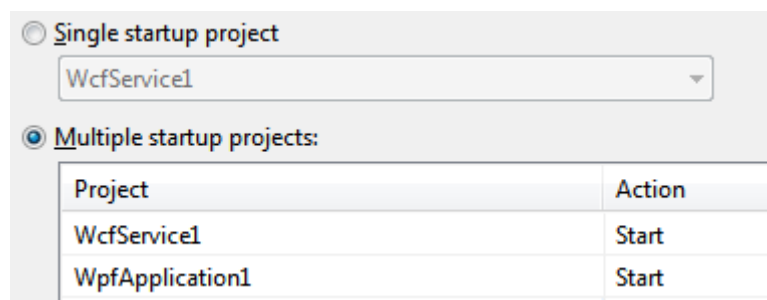 Single startup project
WcfService1
Multiple startup projects:
Project Action
WcfService1 Start
WpfApplication1 Start